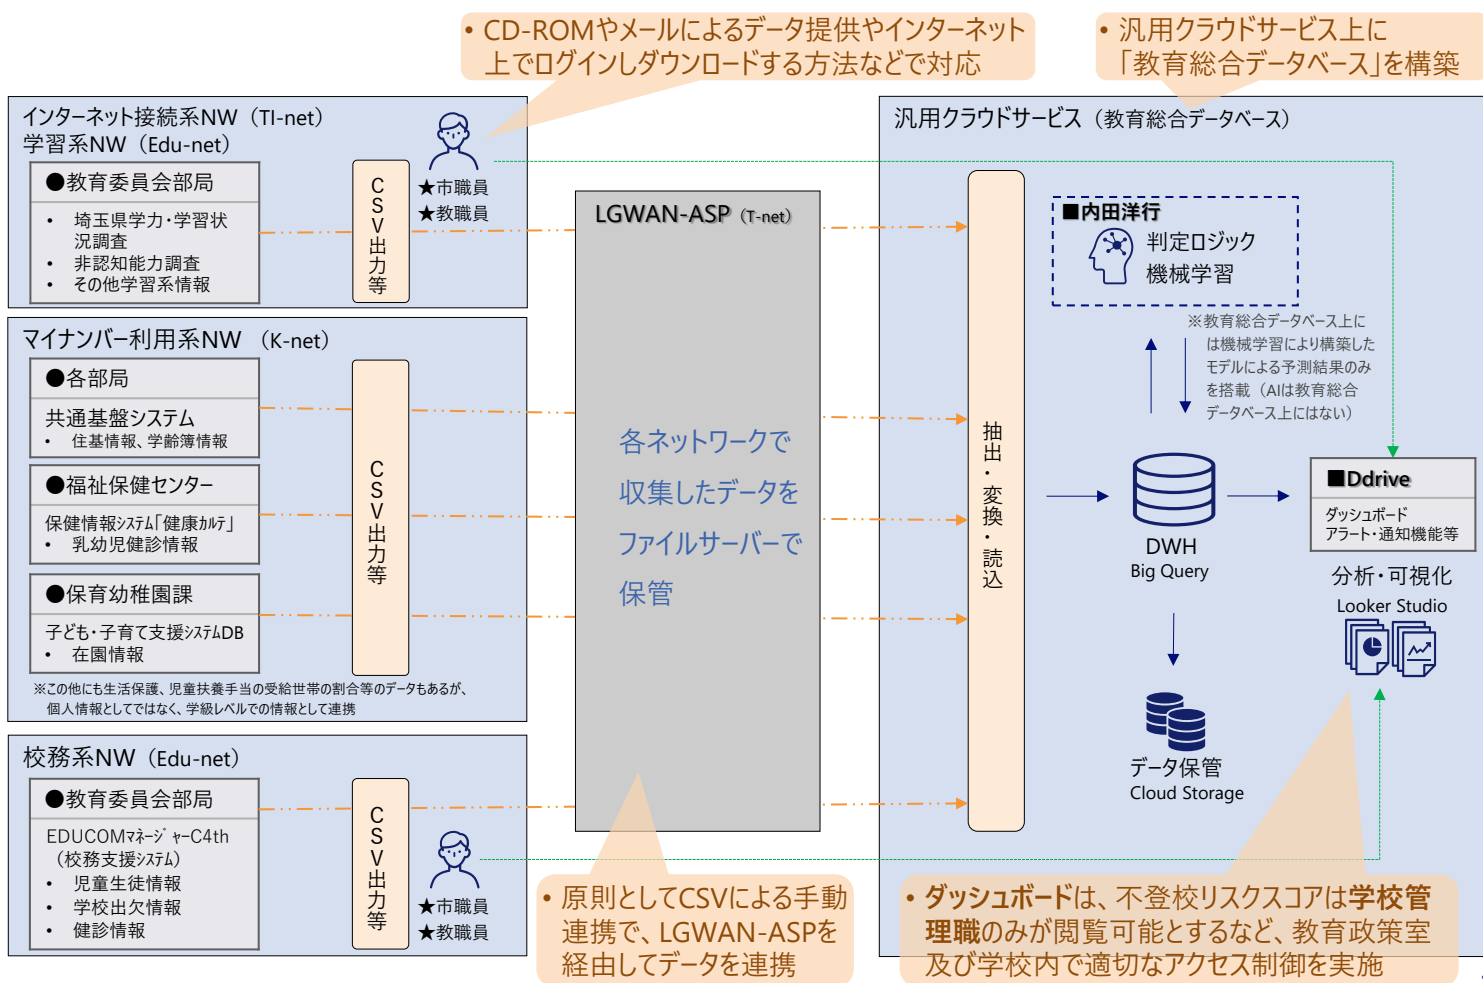 • CD-ROMやメールによるデータ提供やインターネット
上でログインしダウンロードする方法などで対応
• 汎用クラウドサービス上に
「教育総合データベース」を構築
インターネット接続系NW（TI-net）
学習系NW（Edu-net）
●教育委員会部局
• 埼玉県学力・学習状
況調査
• 非認知能力調査
• その他学習系情報
CSV出力等
★市職員
★教職員
マイナンバー利用系NW （K-net）
●各部局
共通基盤システム
• 住基情報、学齢簿情報
●福祉保健センター
保健情報システム「健康カルテ」
• 乳幼児健診情報
●保育幼稚園課
子ども・子育て支援システムDB
• 在園情報
CSV出力等
※この他にも生活保護、児童扶養手当の受給世帯の割合等のデータもあるが、
個人情報としてではなく、学級レベルでの情報として連携
校務系NW（Edu-net）
●教育委員会部局
EDUCOMマネージャーC4th
（校務支援システム）
• 児童生徒情報
• 学校出欠情報
• 健診情報
CSV出力等
★市職員
★教職員
LGWAN-ASP（T-net）
各ネットワークで
収集したデータを
ファイルサーバーで
保管
• 原則としてCSVによる手動
連携で、LGWAN-ASPを
経由してデータを連携
汎用クラウドサービス（教育総合データベース）
抽出・変換・読込
■内田洋行
判定ロジック
機械学習
※教育総合データベース上に
は機械学習により構築した
モデルによる予測結果のみ
を搭載（AIは教育総合
データベース上にはない）
DWH
Big Query
データ保管
Cloud Storage
■Ddrive
ダッシュボード
アラート・通知機能等
分析・可視化
Looker Studio
• ダッシュボードは、不登校リスクスコアは学校管
理職のみが閲覧可能とするなど、教育政策室
及び学校内で適切なアクセス制御を実施